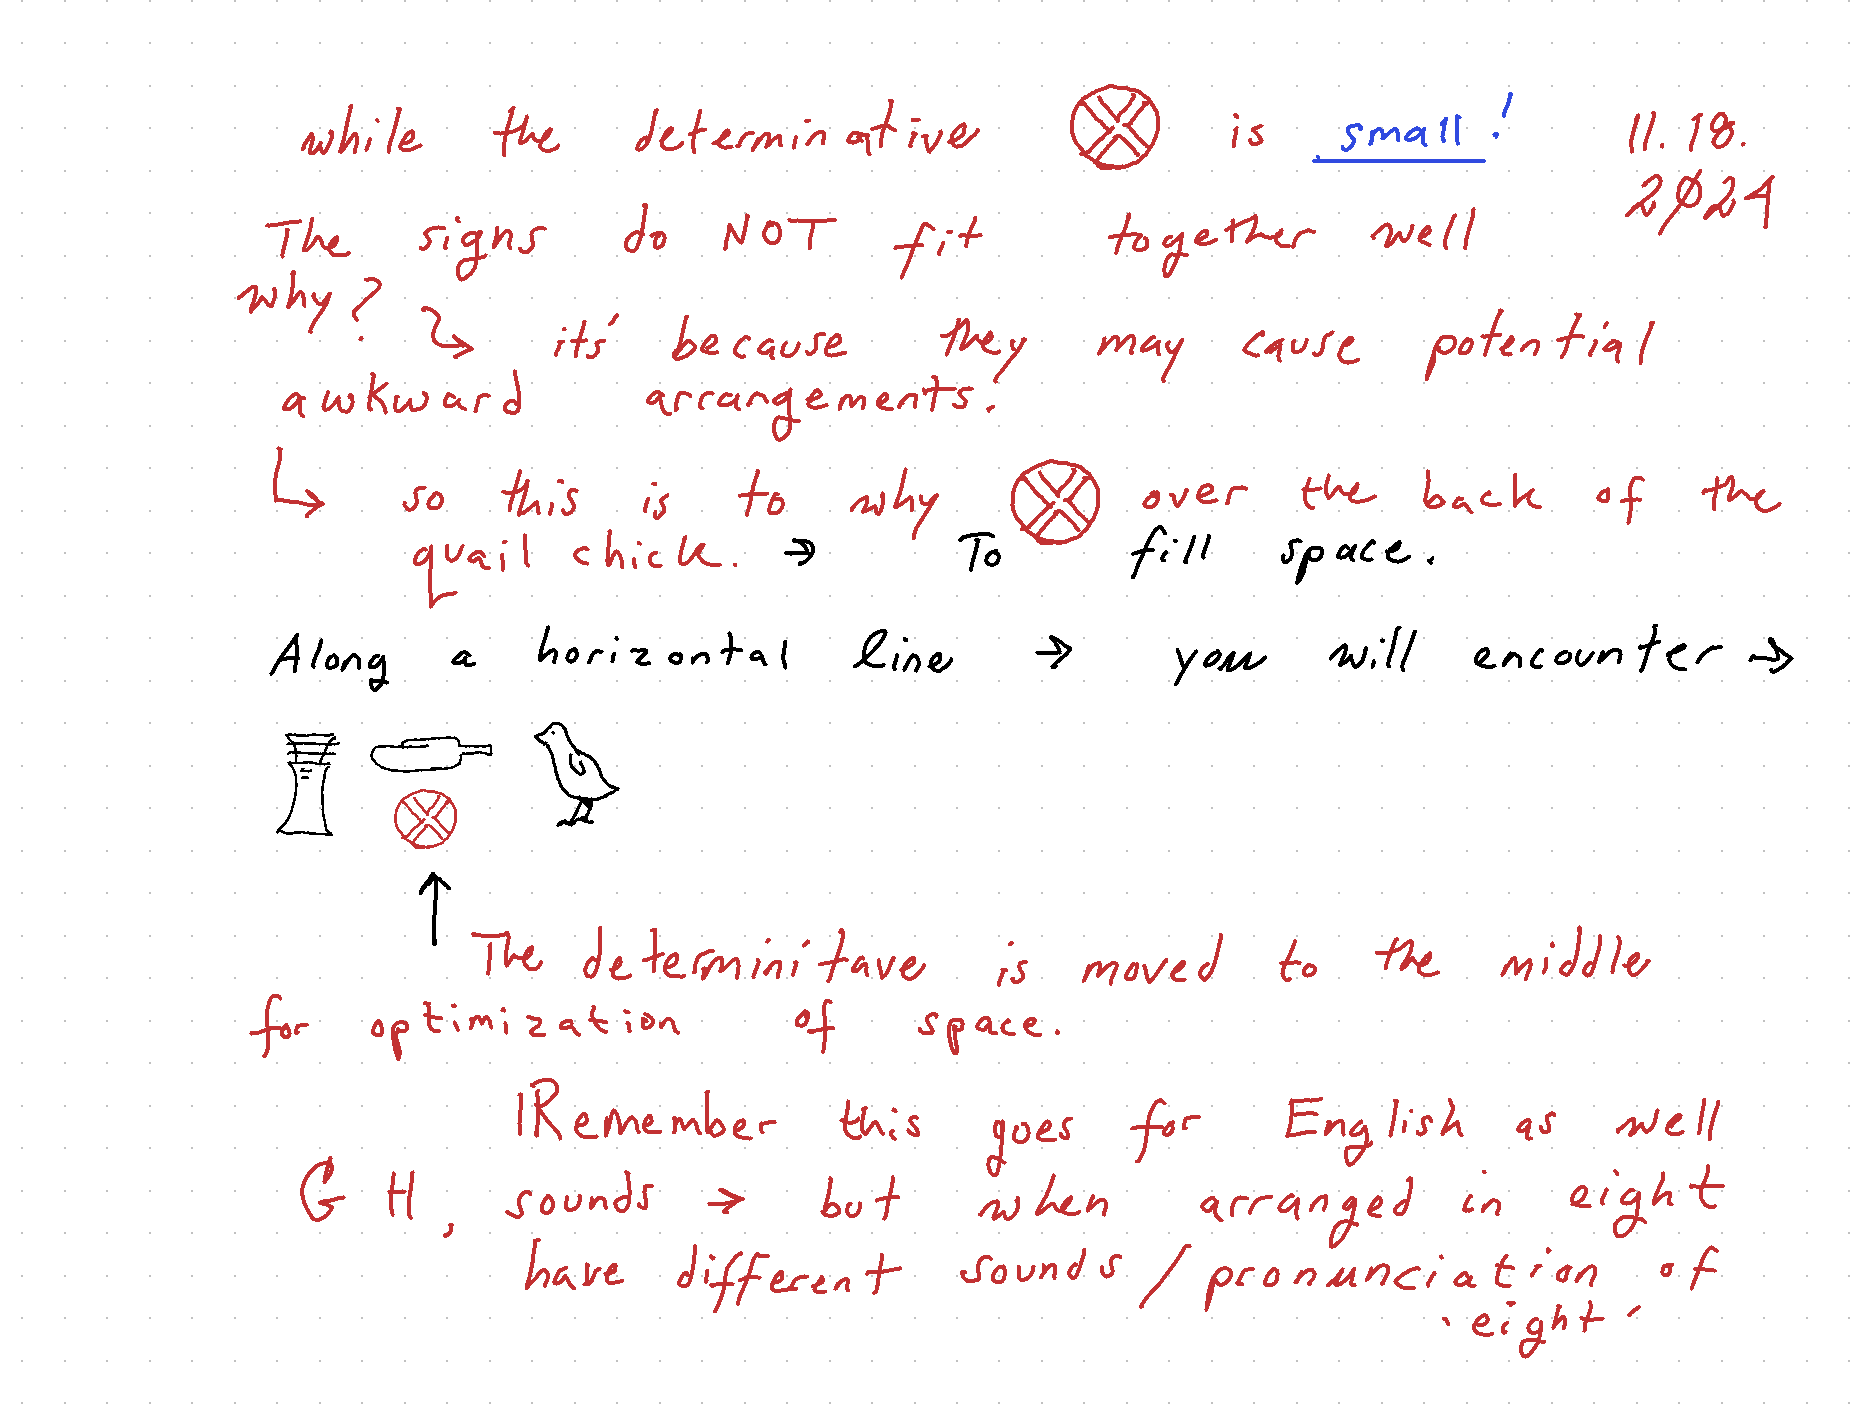 while the determinative 𓊖 is small!
11.18.
2024
The signs do NOT fit together well
why?
its' because they may cause potential
awkward arrangements.
so this is to why 𓊖 over the back of the
quail chick. → To fill space.
Along a horizontal line → you will encounter →
The determinitave is moved to the middle
for optimization of space.
Remember this goes for English as well
G H, sounds → but when arranged in eight
have different sounds / pronunciation of
'eight'